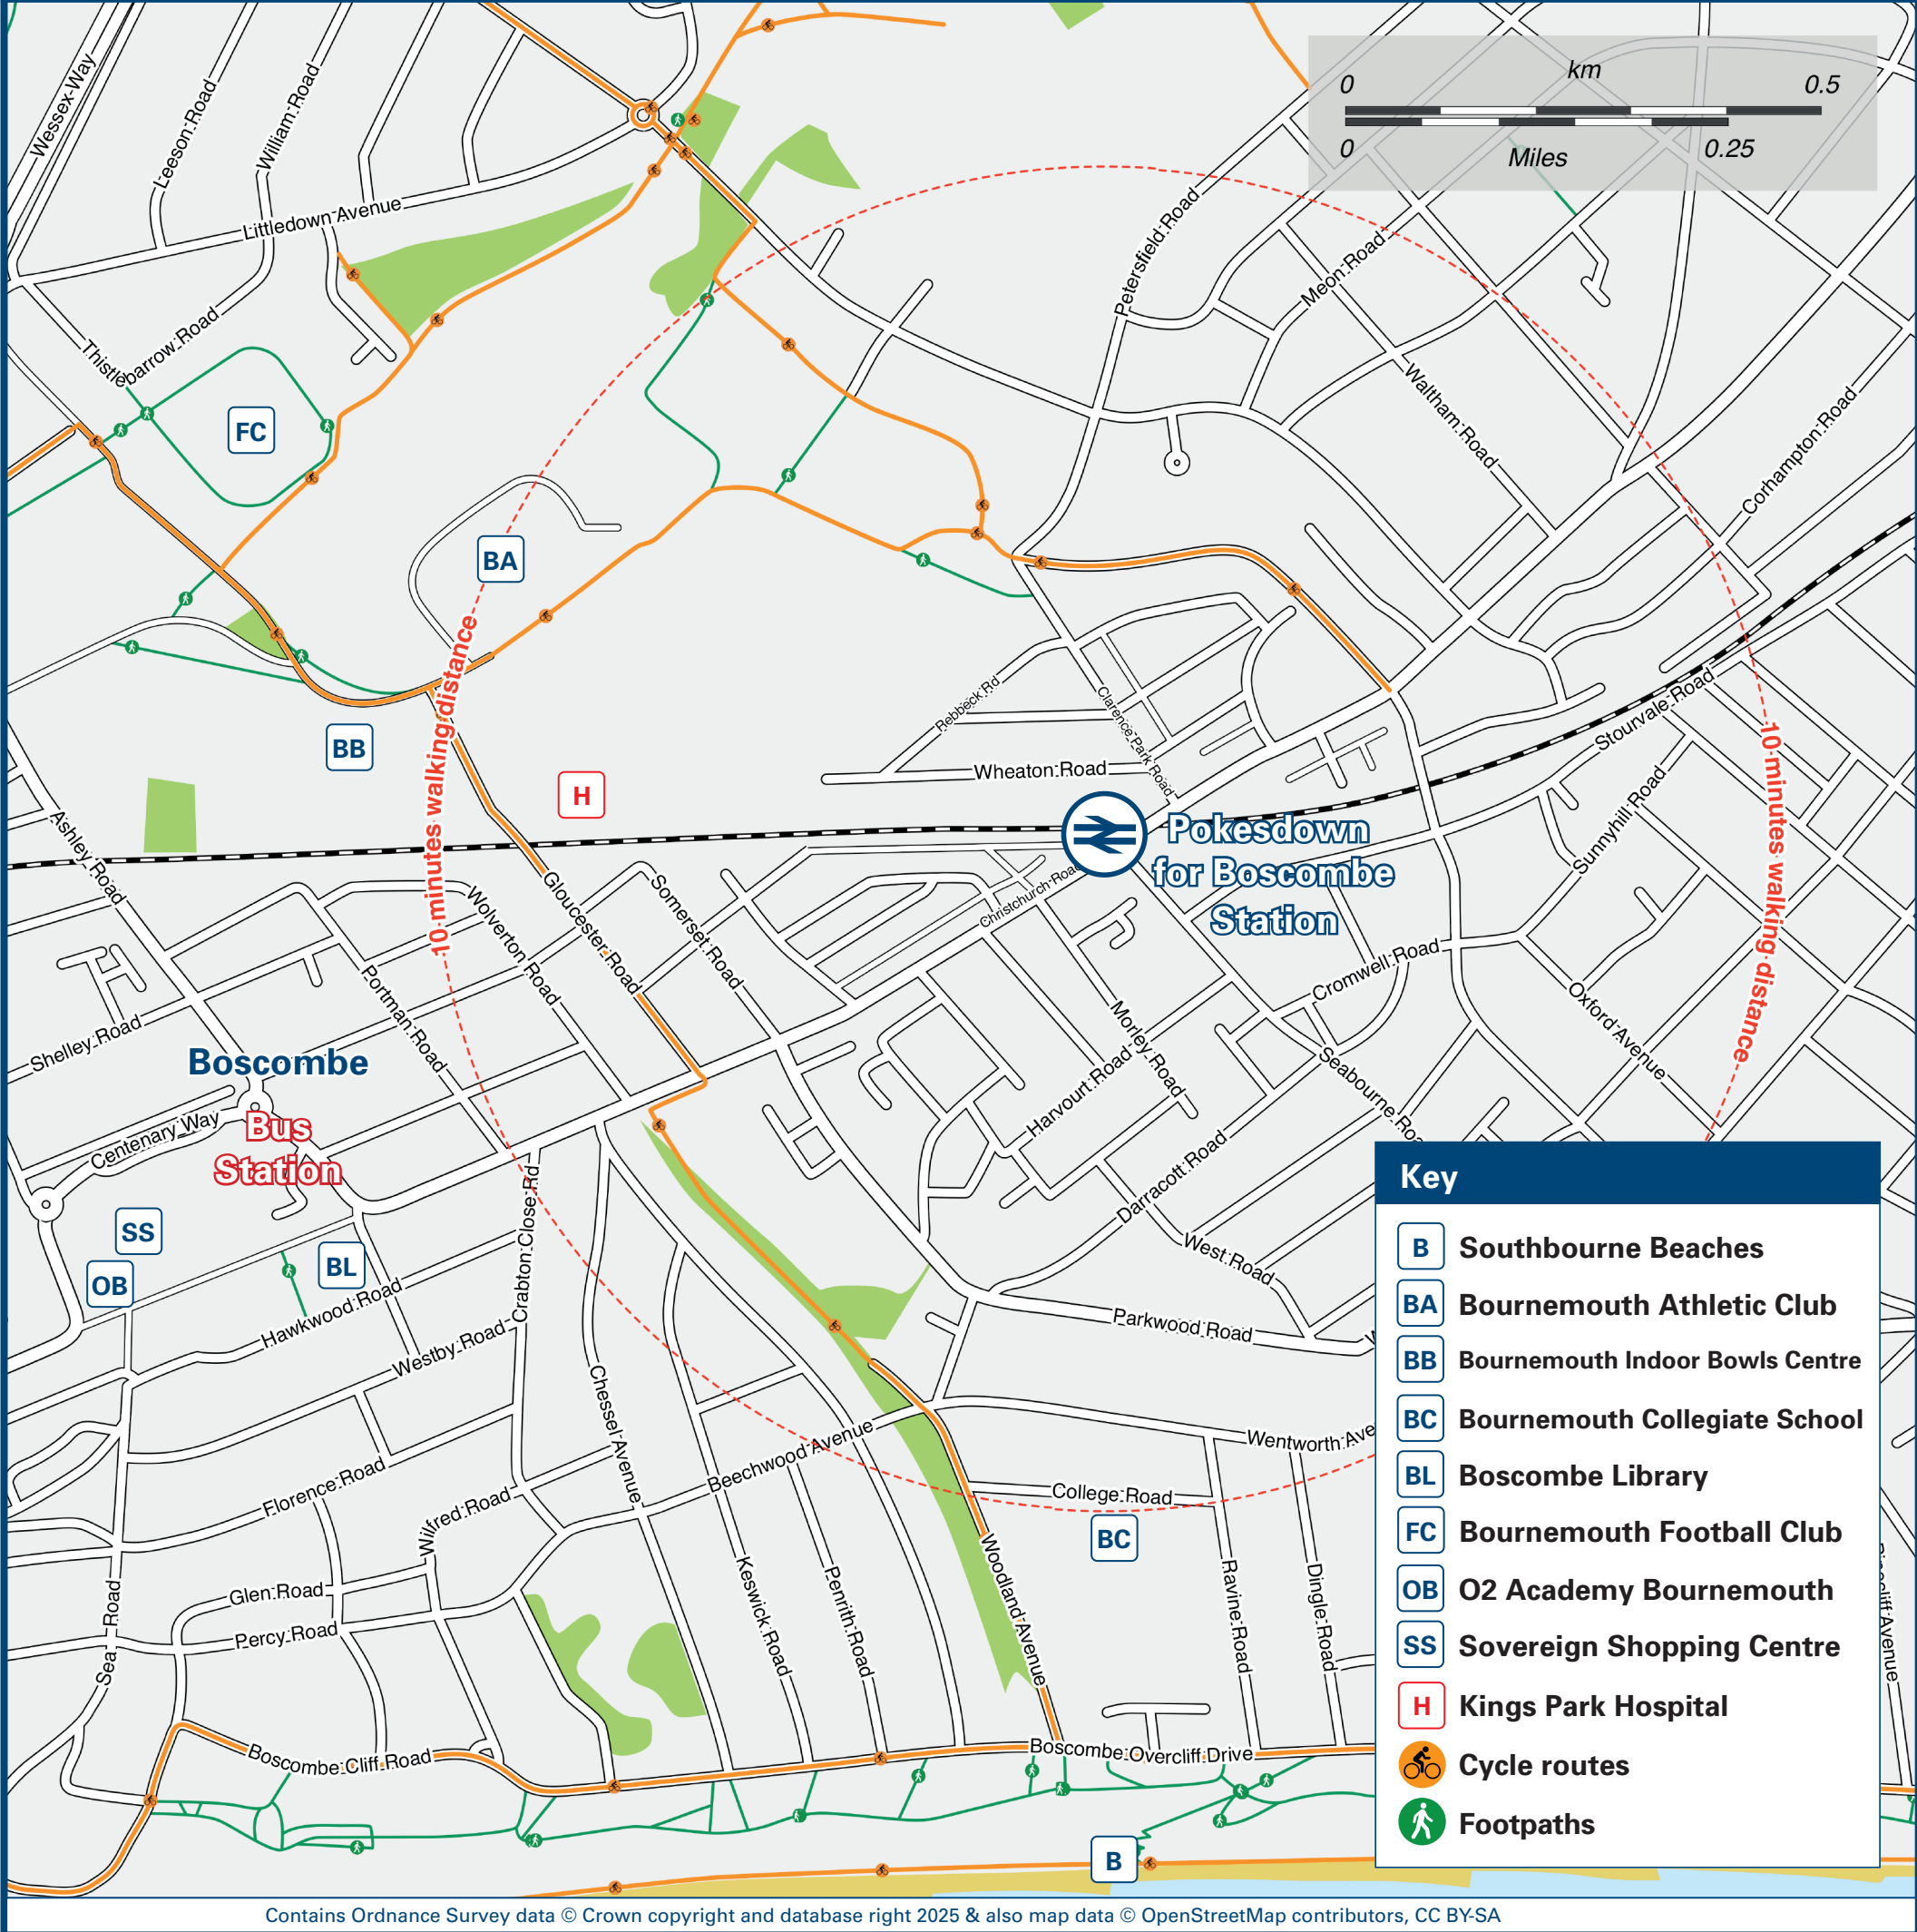 Wessex Way
Leeson Road
William Road
Littledown Avenue
Thistlebarrow Road
0 km 0.5
0 Miles 0.25
Petersfield Road
Meon Road
Waltham Road
Corhampton Road
FC
BA
BB
H
10 minutes walking distance
10 minutes walking distance
Rebbeck Rd
Clarence Park Road
Wheaton Road
Stourvale Road
Sunnyhill Road
Pokesdown
for Boscombe
Station
Christchurch Road
Ashley Road
Gloucester Road
Wolverton Road
Somerset Road
Portman Road
Shelley Road
Cromwell Road
Oxford Avenue
Morley Road
Harvourt Road
Seabourne Roa
Darracott Road
West Road
Parkwood Road
Boscombe
Bus
Station
Centenary Way
SS
OB
BL
Hawkwood Road
Crabton Close Rd
Westby Road
Chessel Avenue
Florence Road
Wilfred Road
Beechwood Avenue
Wentworth Ave
College Road
BC
Woodland Avenue
Ravine Road
Dingle Road
Keswick Road
Penrith Road
Glen Road
Percy Road
Sea Road
Boscombe Cliff Road
Boscombe Overcliff Drive
B
Avenue
Key
B Southbourne Beaches
BA Bournemouth Athletic Club
BB Bournemouth Indoor Bowls Centre
BC Bournemouth Collegiate School
BL Boscombe Library
FC Bournemouth Football Club
OB O2 Academy Bournemouth
SS Sovereign Shopping Centre
H Kings Park Hospital
Cycle routes
Footpaths
Contains Ordnance Survey data © Crown copyright and database right 2025 & also map data © OpenStreetMap contributors, CC BY-SA